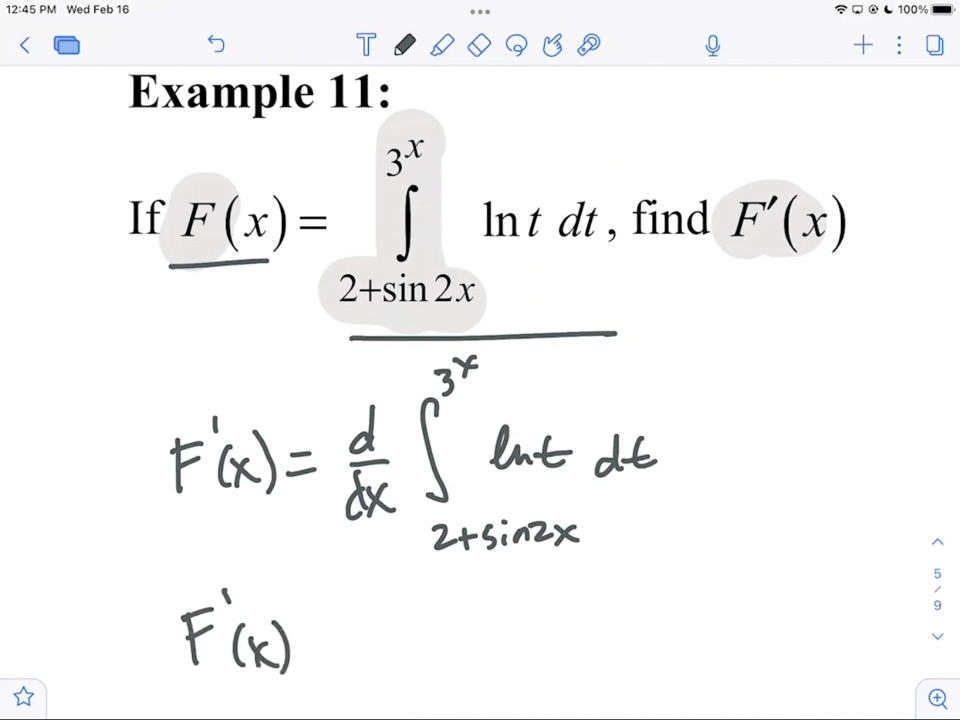 12:45 PM Wed Feb 16
100%
T
Example 11:
3^x
If F(x) = ∫ ln t dt, find F′(x)
2+sin 2x
3^x
F'(x) = d/dx ∫ ln t dt
2+sin2x
F'(x)
5
/
9